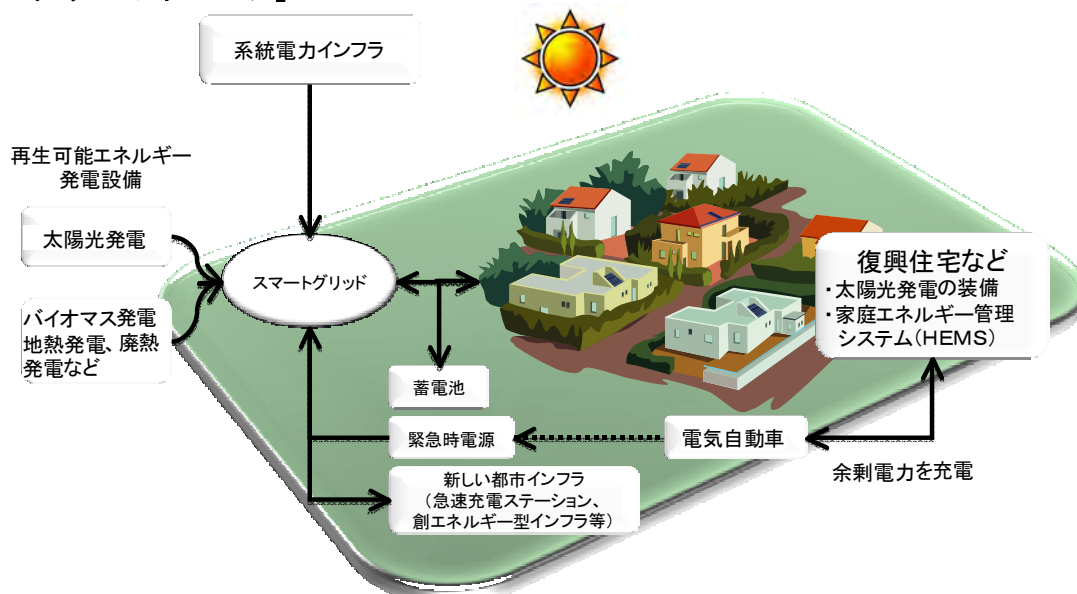 系統電力インフラ
再生可能エネルギー
発電設備
太陽光発電
バイオマス発電
地熱発電、廃熱
発電など
スマートグリッド
復興住宅など
・太陽光発電の装備
・家庭エネルギー管理
システム(HEMS)
蓄電池
緊急時電源
電気自動車
余剰電力を充電
新しい都市インフラ
(急速充電ステーション、
創エネルギー型インフラ等)